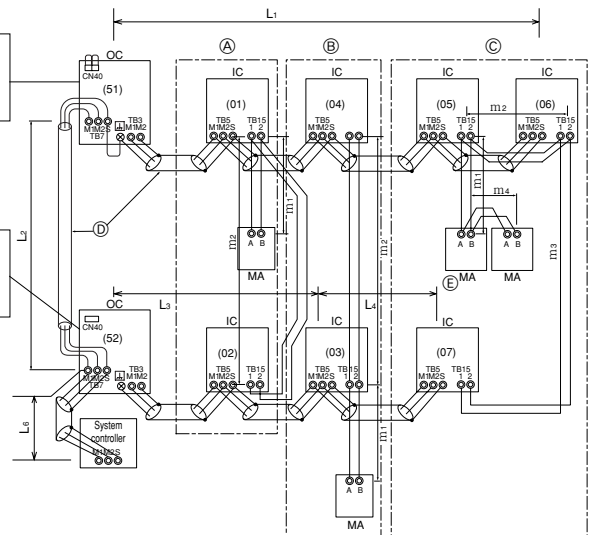 L1
A B C
OC IC IC IC IC
CN40
(51) (01) (04) (05) (06)
m2
TB3 TB5 TB15 TB5 TB5 TB15 TB15
M1M2S M1M2 M1M2S 1 2 M1M2S M1M2S 1 2 M1M2S 1 2
TB7
m1 m2 m1 m4
L2 D m2 m3
A B A B A B
MA MA MA
E
L3 L4
OC IC IC IC
CN40
(52) (02) (03) (07)
TB3 TB5 TB15 TB5 TB15 TB5 TB15
M1M2S M1M2 M1M2S 1 2 M1M2S 1 2 M1M2S 1 2
TB7
L6
System
controller
M1M2S
m1
A B
MA